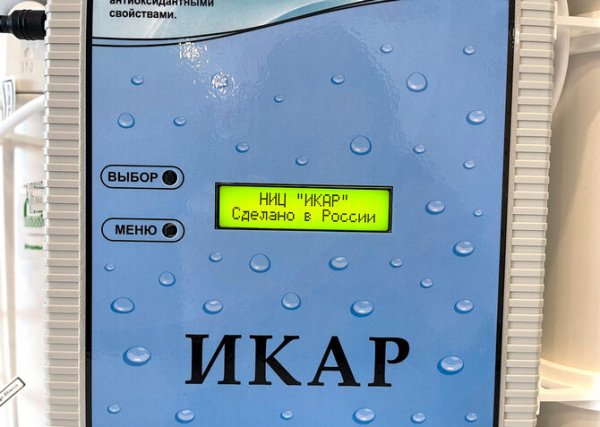 антиоксидантными
свойствами.
ВЫБОР
НИЦ "ИКАР"
Сделано в России
МЕНЮ
ИКАР